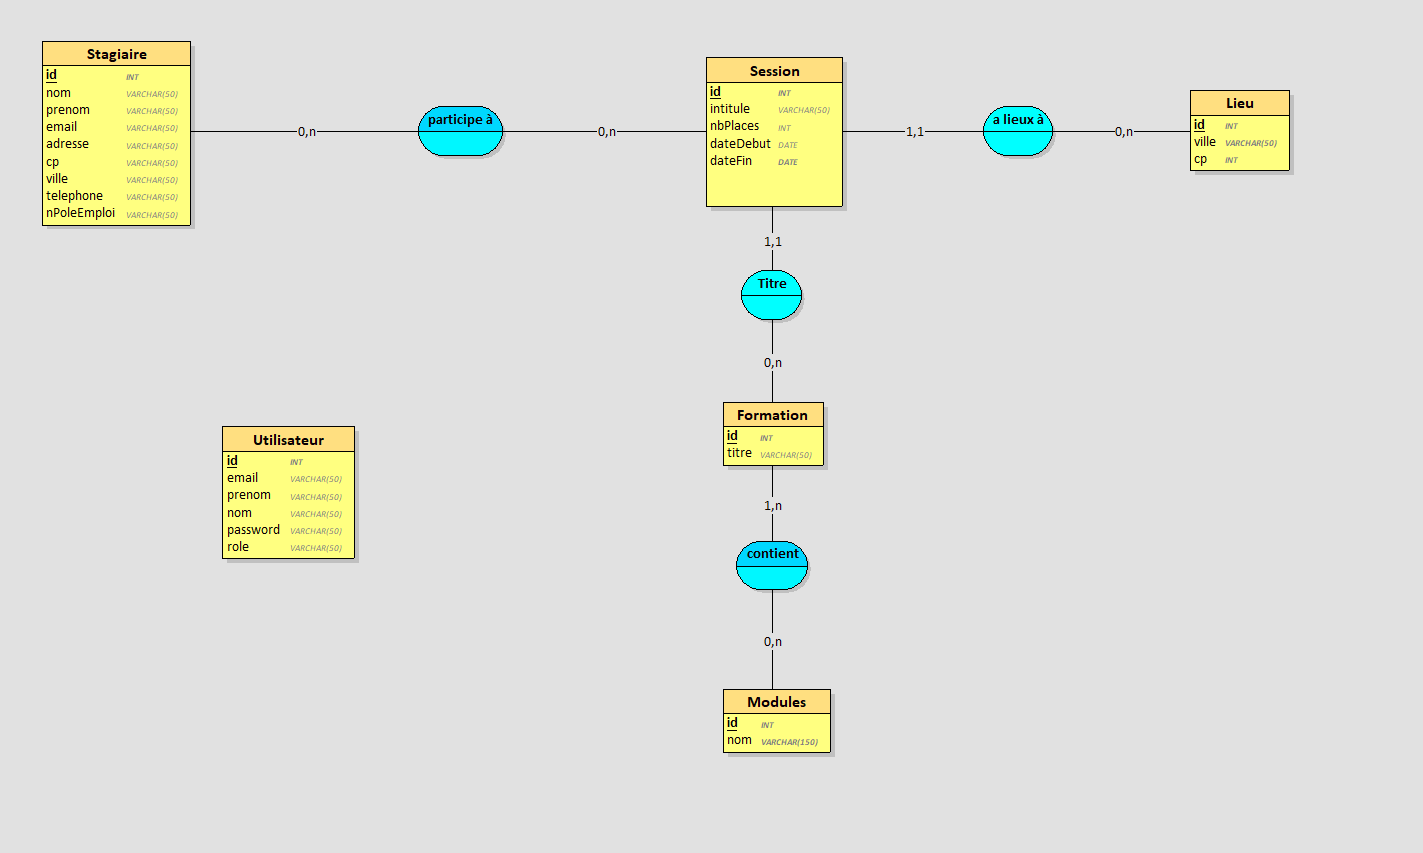 Stagiaire
id INT
nom VARCHAR(50)
prenom VARCHAR(50)
email VARCHAR(50)
adresse VARCHAR(50)
cp VARCHAR(50)
ville VARCHAR(50)
telephone VARCHAR(50)
nPoleEmploi VARCHAR(50)
0,n
participe à
0,n
Session
id INT
intitule VARCHAR(50)
nbPlaces INT
dateDebut DATE
dateFin DATE
1,1
a lieux à
0,n
Lieu
id INT
ville VARCHAR(50)
cp INT
1,1
Titre
0,n
Formation
id INT
titre VARCHAR(50)
Utilisateur
id INT
email VARCHAR(50)
prenom VARCHAR(50)
nom VARCHAR(50)
password VARCHAR(50)
role VARCHAR(50)
1,n
contient
0,n
Modules
id INT
nom VARCHAR(150)